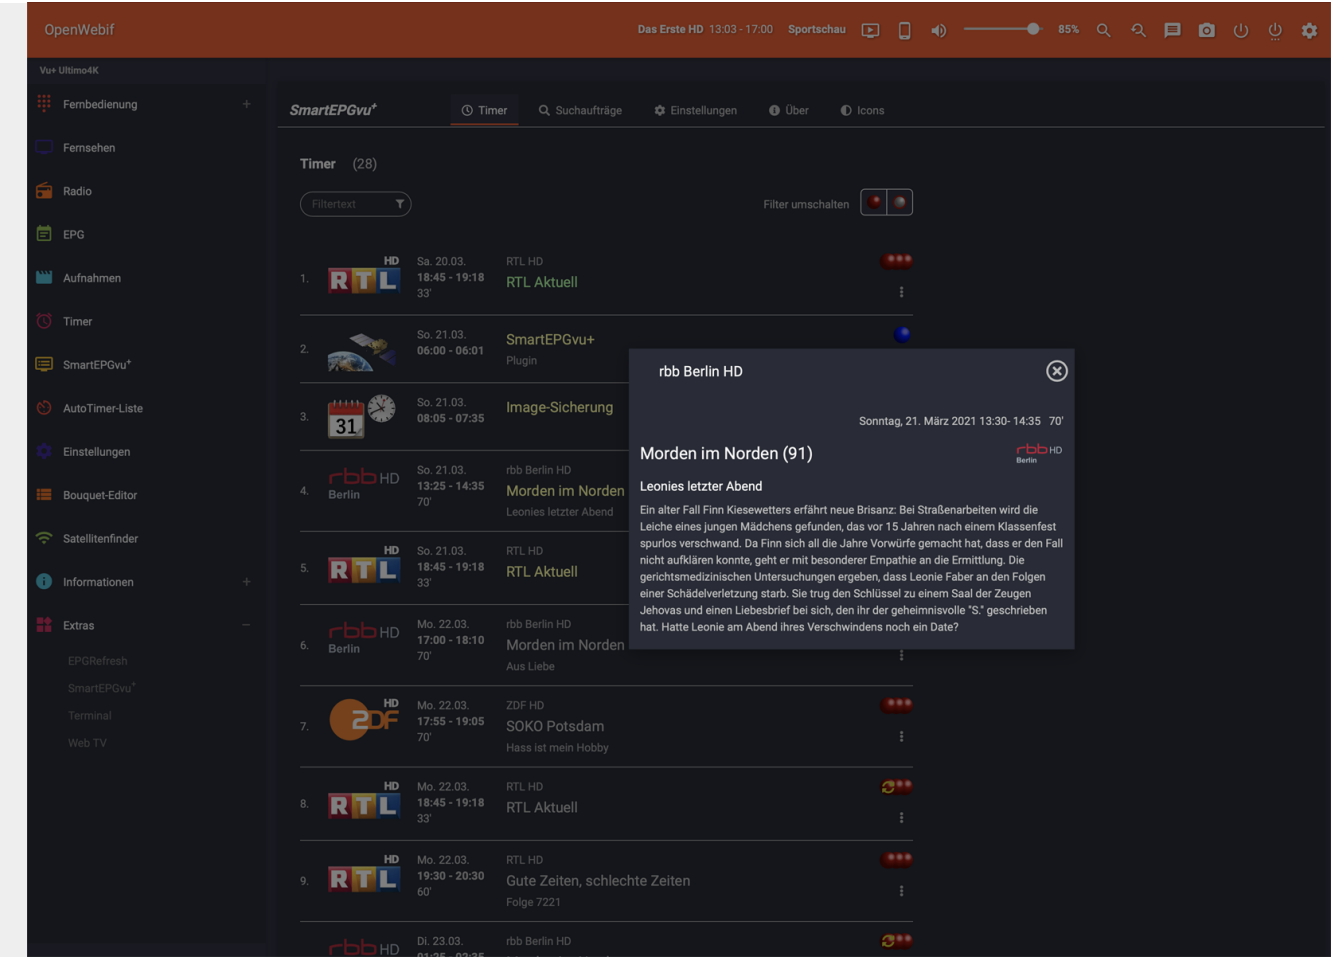 OpenWebif
Das Erste HD 13:03 - 17:00 Sportschau 85%
Vu+ Ultimo4K
Fernbedienung +
Fernsehen
Radio
EPG
Aufnahmen
Timer
SmartEPGvu+
AutoTimer-Liste
Einstellungen
Bouquet-Editor
Satellitenfinder
Informationen +
Extras −
EPGRefresh
SmartEPGvu+
Terminal
Web TV
SmartEPGvu+ Timer Suchaufträge Einstellungen Über Icons
Timer (28)
Filtertext Filter umschalten
1. RTL HD Sa. 20.03. RTL HD
18:45 - 19:18 RTL Aktuell
33'
2. So. 21.03. SmartEPGvu+
06:00 - 06:01 Plugin
3. 31 So. 21.03. Image-Sicherung
08:05 - 07:35
4. rbb HD Berlin So. 21.03. rbb Berlin HD
13:25 - 14:35 Morden im Norden
70' Leonies letzter Abend
5. RTL HD So. 21.03. RTL HD
18:45 - 19:18 RTL Aktuell
33'
6. rbb HD Berlin Mo. 22.03. rbb Berlin HD
17:00 - 18:10 Morden im Norden
70' Aus Liebe
7. ZDF HD Mo. 22.03. ZDF HD
17:55 - 19:05 SOKO Potsdam
70' Hass ist mein Hobby
8. RTL HD Mo. 22.03. RTL HD
18:45 - 19:18 RTL Aktuell
33'
9. RTL HD Mo. 22.03. RTL HD
19:30 - 20:30 Gute Zeiten, schlechte Zeiten
60' Folge 7221
rbb HD Di. 23.03. rbb Berlin HD
rbb Berlin HD
Sonntag, 21. März 2021 13:30- 14:35 70'
Morden im Norden (91) rbb HD
Berlin
Leonies letzter Abend
Ein alter Fall Finn Kiesewetters erfährt neue Brisanz: Bei Straßenarbeiten wird die
Leiche eines jungen Mädchens gefunden, das vor 15 Jahren nach einem Klassenfest
spurlos verschwand. Da Finn sich all die Jahre Vorwürfe gemacht hat, dass er den Fall
nicht aufklären konnte, geht er mit besonderer Empathie an die Ermittlung. Die
gerichtsmedizinischen Untersuchungen ergeben, dass Leonie Faber an den Folgen
einer Schädelverletzung starb. Sie trug den Schlüssel zu einem Saal der Zeugen
Jehovas und einen Liebesbrief bei sich, den ihr der geheimnisvolle "S." geschrieben
hat. Hatte Leonie am Abend ihres Verschwindens noch ein Date?